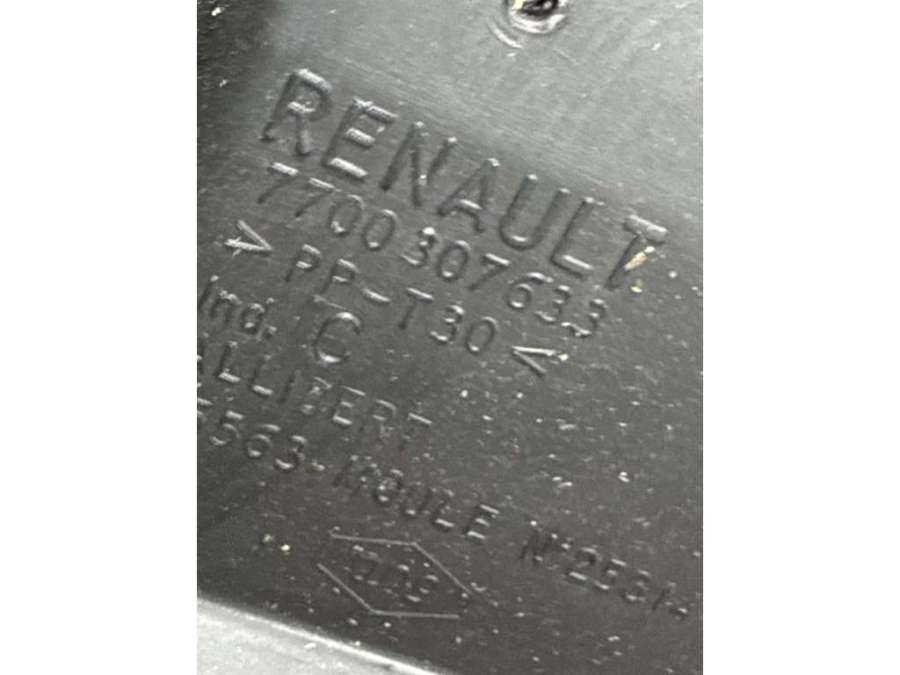 RENAULT
7700 307633
> PP-T30 <
Ind. C
ALLIBERT
5563-MOULE N°2531-